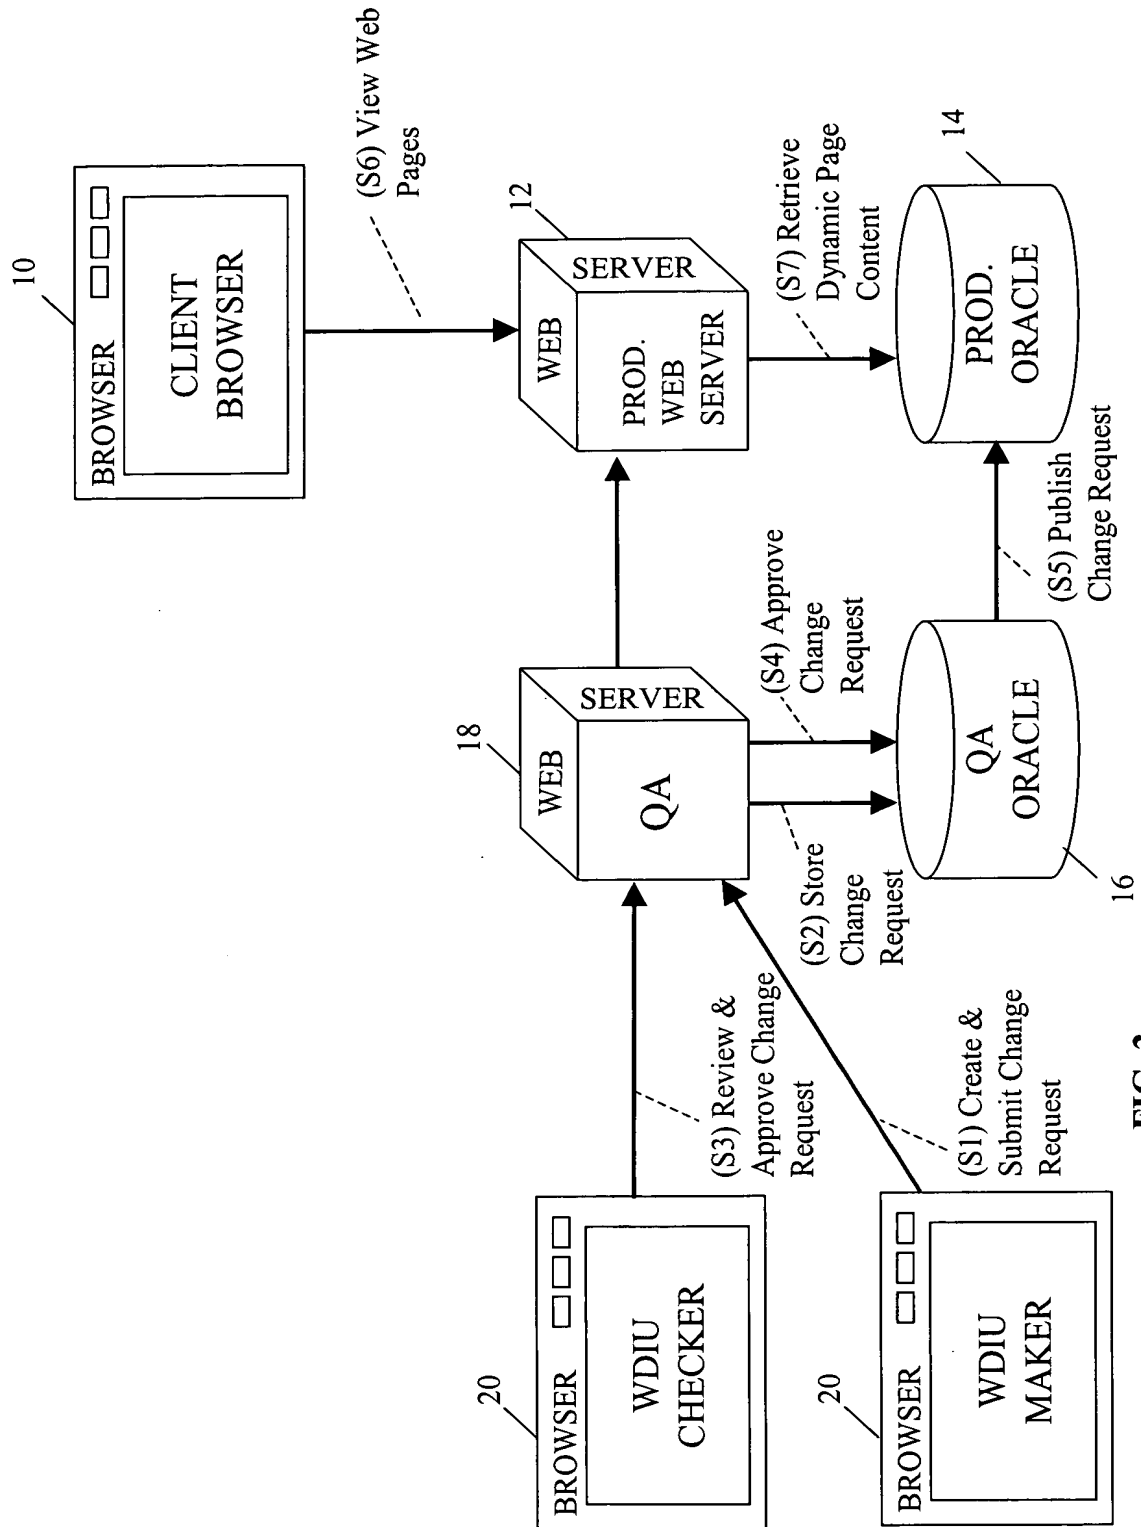 BROWSER
CLIENT
BROWSER
10
(S6) View Web
Pages
WEB
SERVER
PROD.
WEB
SERVER
12
(S7) Retrieve
Dynamic Page
Content
PROD.
ORACLE
14
WEB
SERVER
QA
18
(S4) Approve
Change
Request
(S2) Store
Change
Request
QA
ORACLE
16
(S5) Publish
Change Request
BROWSER
WDIU
CHECKER
20
(S3) Review &
Approve Change
Request
BROWSER
WDIU
MAKER
20
(S1) Create &
Submit Change
Request